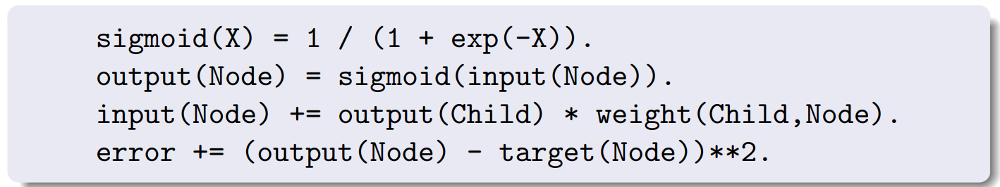 sigmoid(X) = 1 / (1 + exp(-X)).
output(Node) = sigmoid(input(Node)).
input(Node) += output(Child) * weight(Child,Node).
error += (output(Node) - target(Node))**2.